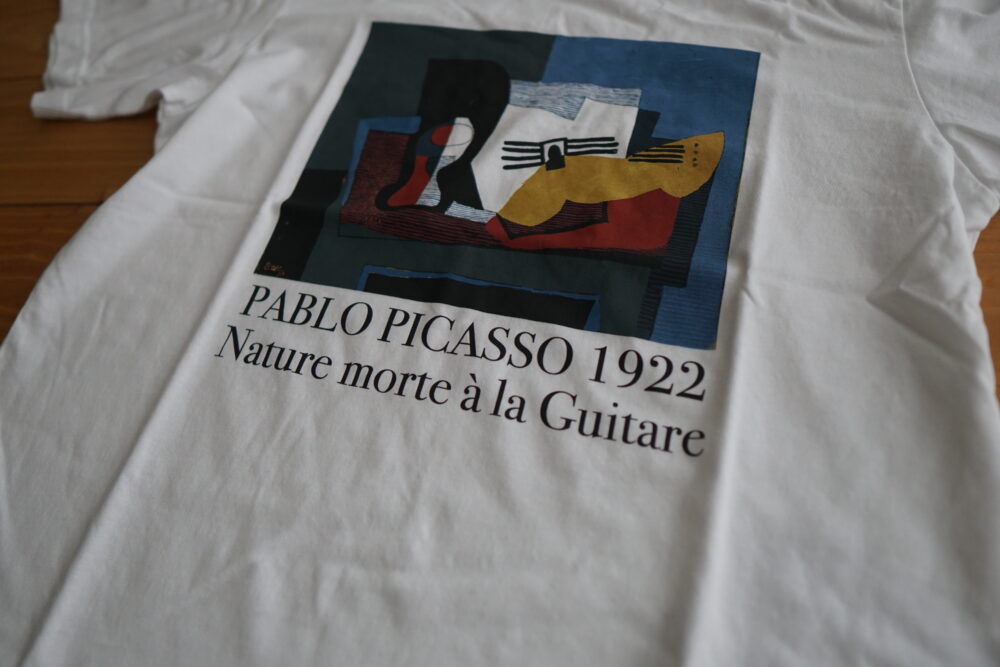 PABLO PICASSO 1922
Nature morte à la Guitare